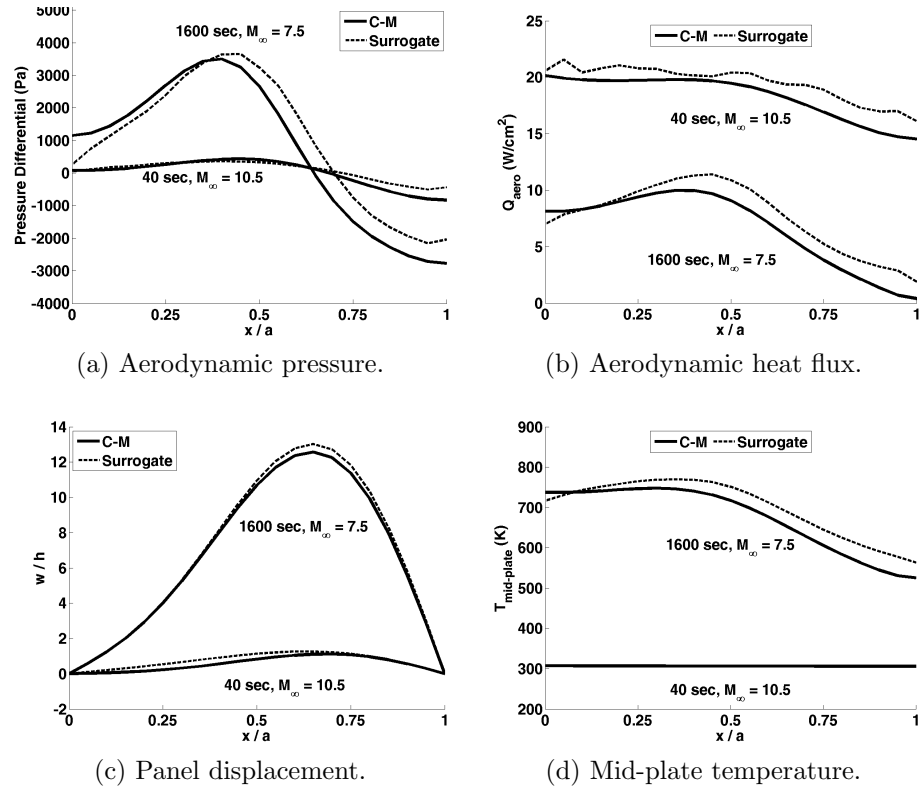 Pressure Differential (Pa)
5000
4000
3000
2000
1000
0
-1000
-2000
-3000
-4000
1600 sec, M∞ = 7.5
C-M
Surrogate
40 sec, M∞ = 10.5
0 0.25 0.5 0.75 1
x / a
(a) Aerodynamic pressure.
Qaero (W/cm²)
25
20
15
10
5
0
C-M Surrogate
40 sec, M∞ = 10.5
1600 sec, M∞ = 7.5
0 0.25 0.5 0.75 1
x / a
(b) Aerodynamic heat flux.
w / h
14
12
10
8
6
4
2
0
-2
C-M
Surrogate
1600 sec, M∞ = 7.5
40 sec, M∞ = 10.5
0 0.25 0.5 0.75 1
x / a
(c) Panel displacement.
Tmid-plate (K)
900
800
700
600
500
400
300
200
C-M Surrogate
1600 sec, M∞ = 7.5
40 sec, M∞ = 10.5
0 0.25 0.5 0.75 1
x / a
(d) Mid-plate temperature.